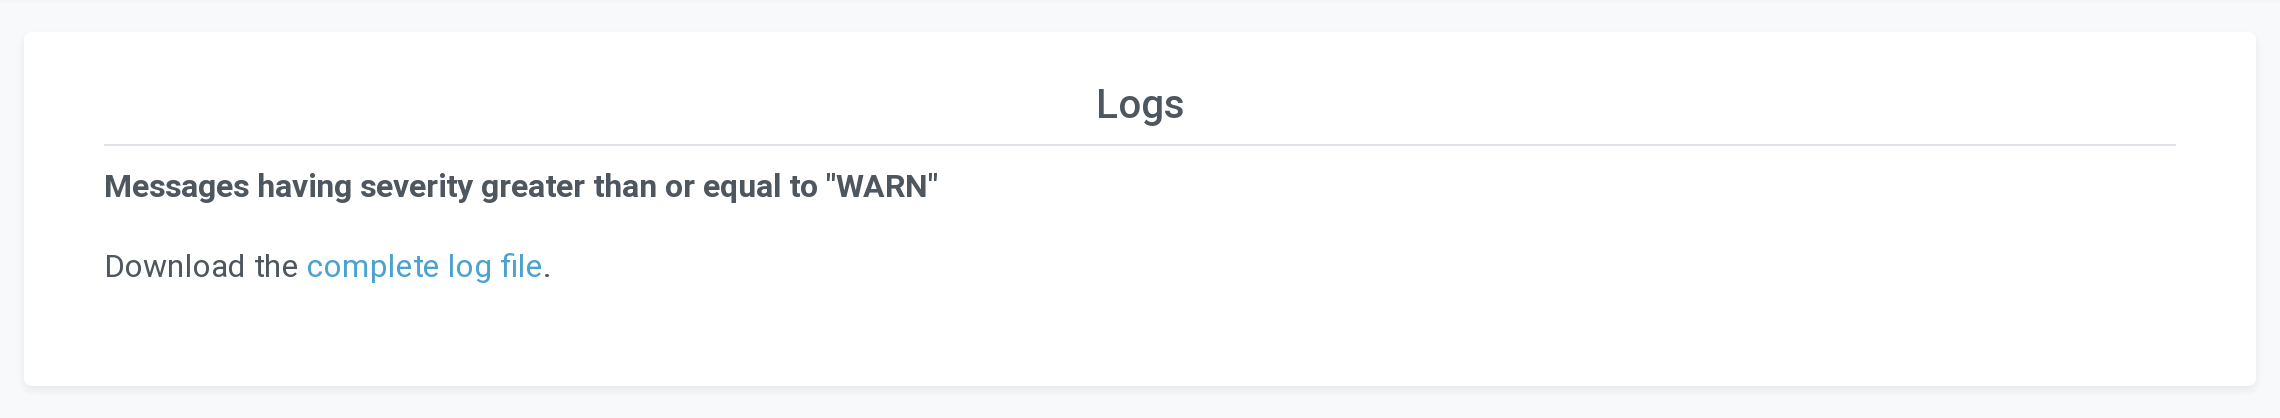 Logs
Messages having severity greater than or equal to "WARN"
Download the complete log file.